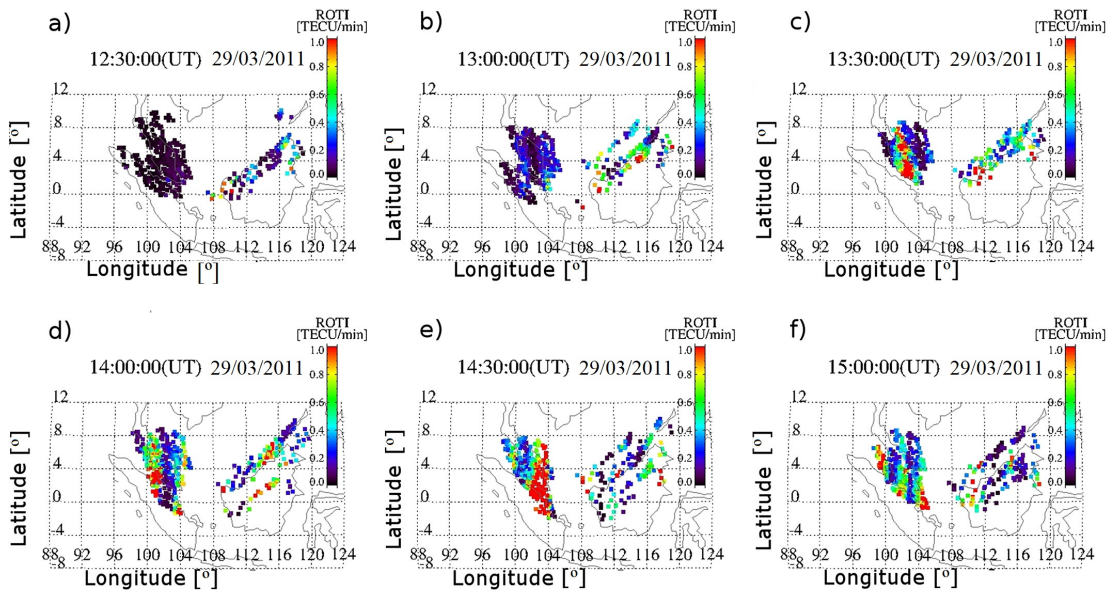 a)
ROTI
[TECU/min]
12:30:00(UT) 29/03/2011
1.0
0.8
0.6
0.4
0.2
0.0
12
8
4
0
-4
-8
88 92 96 100 104 108 112 116 120 124
Latitude [º]
Longitude [º]
b)
ROTI
[TECU/min]
13:00:00(UT) 29/03/2011
1.0
0.8
0.6
0.4
0.2
0.0
12
8
4
0
-4
-8
88 92 96 100 104 108 112 116 120 124
Latitude [º]
Longitude [º]
c)
ROTI
[TECU/min]
13:30:00(UT) 29/03/2011
1.0
0.8
0.6
0.4
0.2
0.0
12
8
4
0
-4
-8
88 92 96 100 104 108 112 116 120 124
Latitude [º]
Longitude [º]
d)
ROTI
[TECU/min]
14:00:00(UT) 29/03/2011
1.0
0.8
0.6
0.4
0.2
0.0
12
8
4
0
-4
-8
88 92 96 100 104 108 112 116 120 124
Latitude [º]
Longitude [º]
e)
ROTI
[TECU/min]
14:30:00(UT) 29/03/2011
1.0
0.8
0.6
0.4
0.2
0.0
12
8
4
0
-4
-8
88 92 96 100 104 108 112 116 120 124
Latitude [º]
Longitude [º]
f)
ROTI
[TECU/min]
15:00:00(UT) 29/03/2011
1.0
0.8
0.6
0.4
0.2
0.0
12
8
4
0
-4
-8
88 92 96 100 104 108 112 116 120 124
Latitude [º]
Longitude [º]